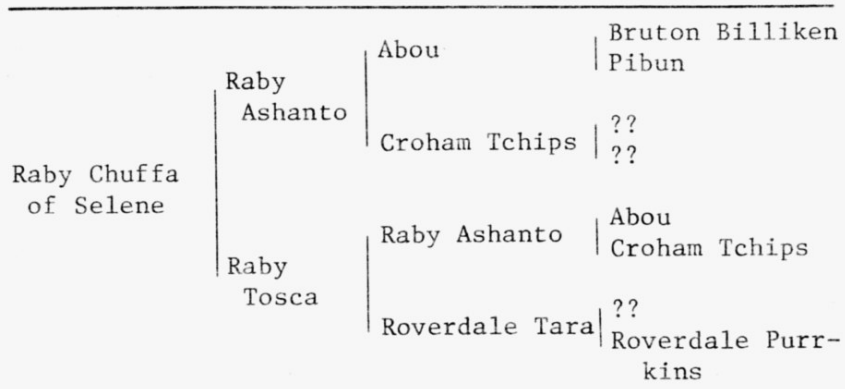 Bruton Billiken
Abou
Pibun
Raby
Ashanto
??
Croham Tchips
??
Raby Chuffa
of Selene
Abou
Raby Ashanto
Croham Tchips
Raby
Tosca
??
Roverdale Tara
Roverdale Purr-
kins